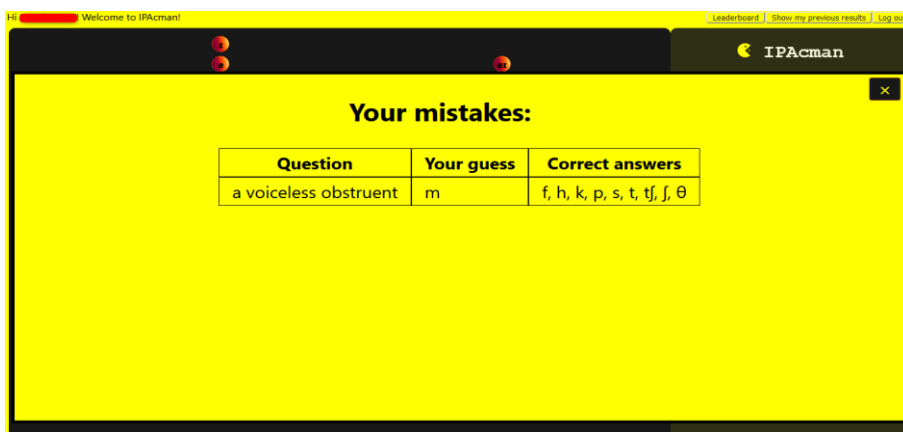 Hi ! Welcome to IPAcman!
Leaderboard Show my previous results Log ou
ɪ
e
eɪ
IPAcman
×
Your mistakes:
Question Your guess Correct answers
a voiceless obstruent m f, h, k, p, s, t, tʃ, ʃ, θ